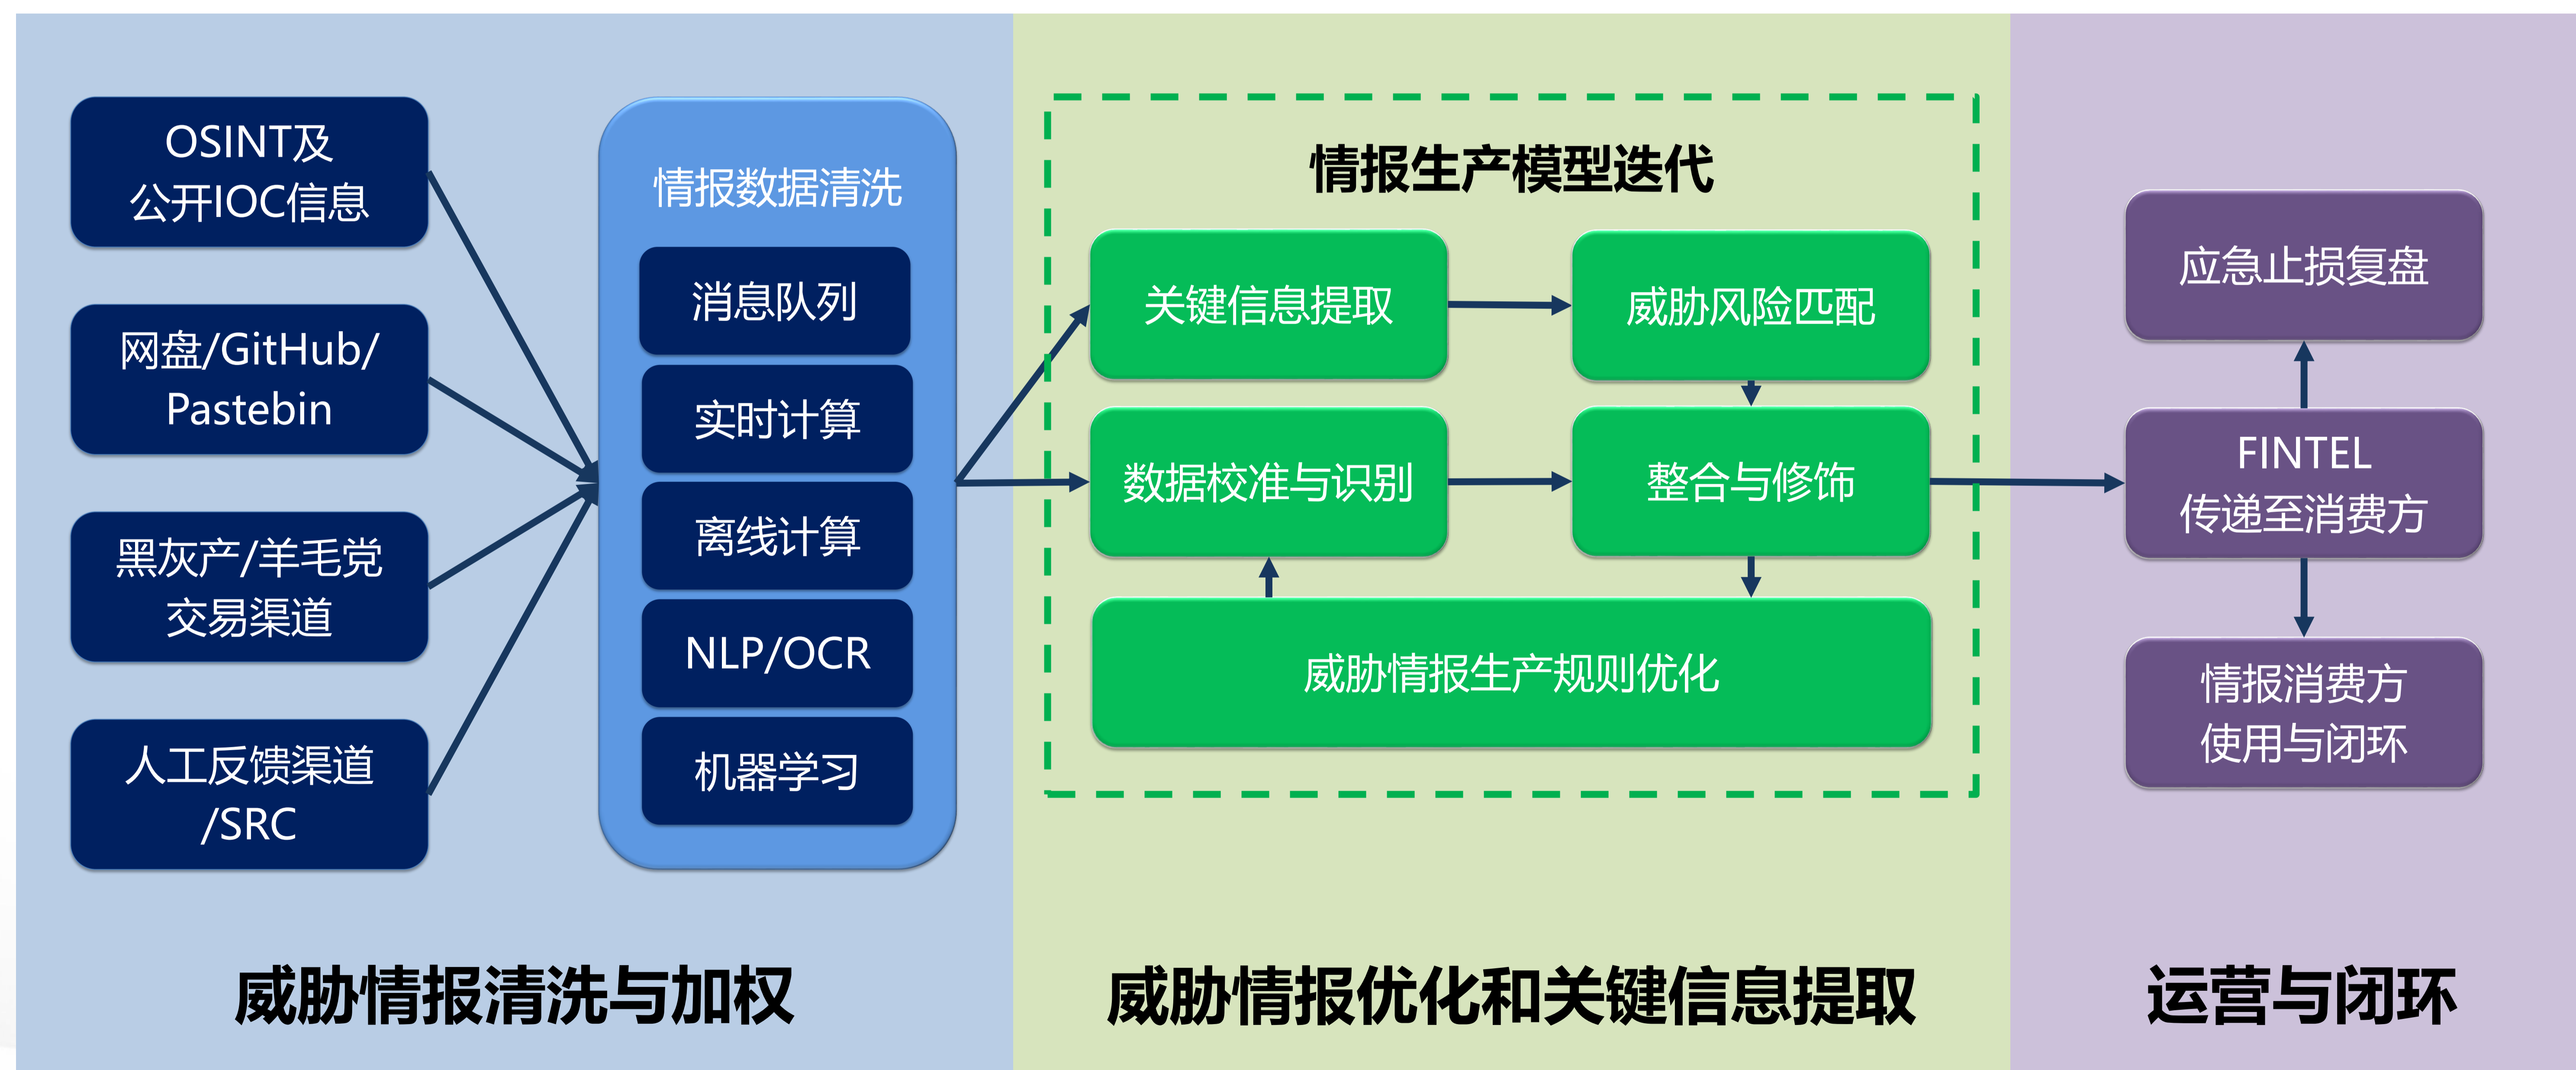 OSINT及
公开IOC信息
网盘/GitHub/
Pastebin
黑灰产/羊毛党
交易渠道
人工反馈渠道
/SRC
情报数据清洗
消息队列
实时计算
离线计算
NLP/OCR
机器学习
威胁情报清洗与加权
情报生产模型迭代
关键信息提取
威胁风险匹配
数据校准与识别
整合与修饰
威胁情报生产规则优化
威胁情报优化和关键信息提取
应急止损复盘
FINTEL
传递至消费方
情报消费方
使用与闭环
运营与闭环